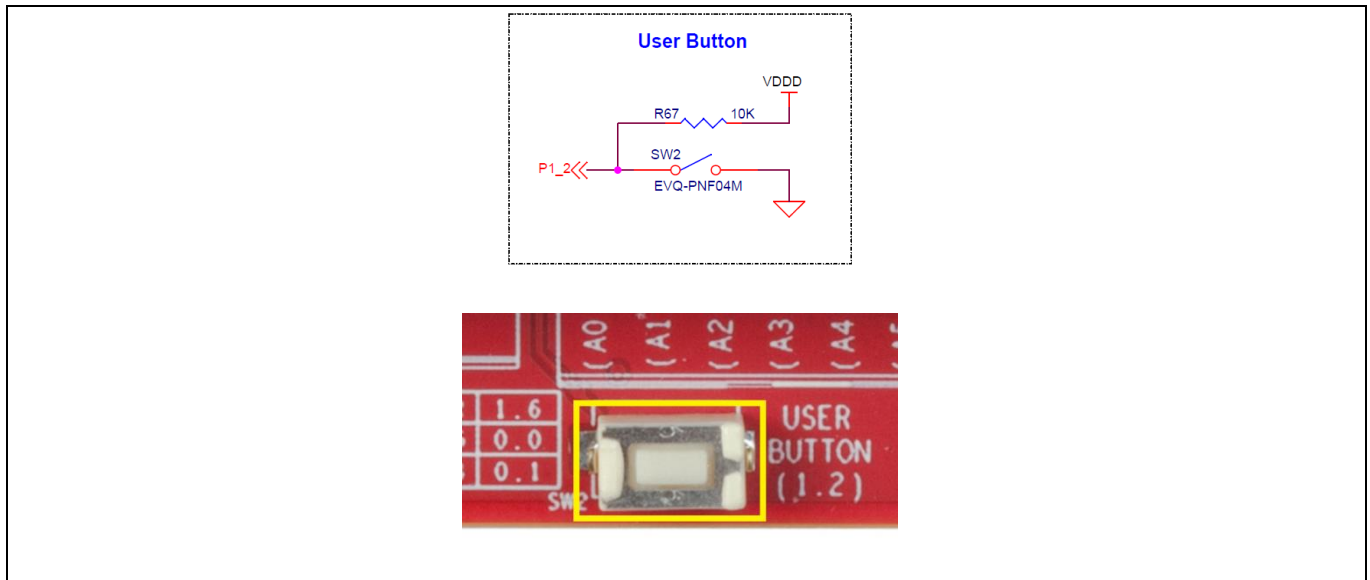 User Button
VDDD
R67 10K
P1_2
SW2
EVQ-PNF04M
(A0
(A1
(A2
(A3
(A4
1.6
0.0
0.1
USER
BUTTON
(1.2)
SW2